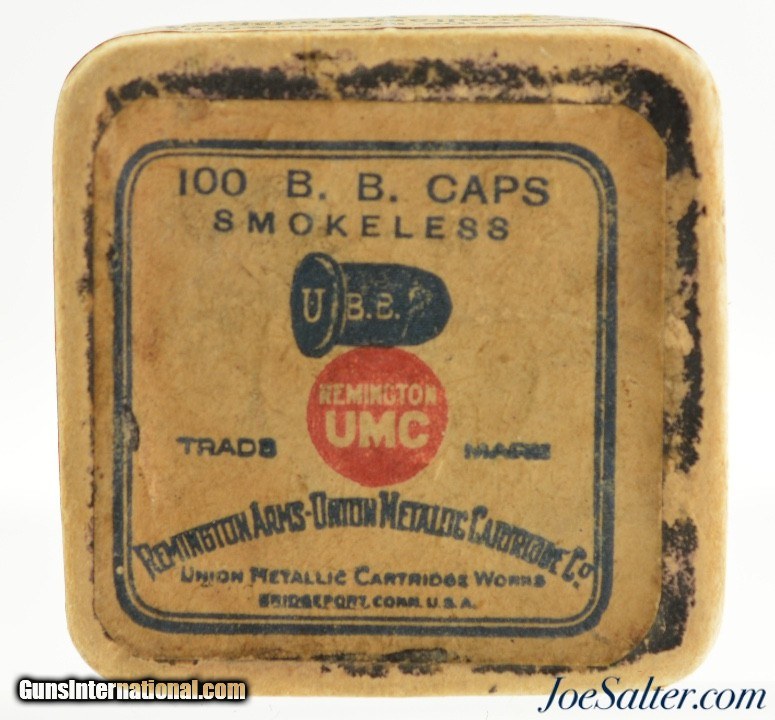 100 B. B. CAPS
SMOKELESS
U B.B.
REMINGTON
UMC
TRADE MARK
REMINGTON ARMS-UNION METALLIC CARTRIDGE CO.
UNION METALLIC CARTRIDGE WORKS
BRIDGEPORT, CONN. U.S.A.
GunsInternational.com
JoeSalter.com